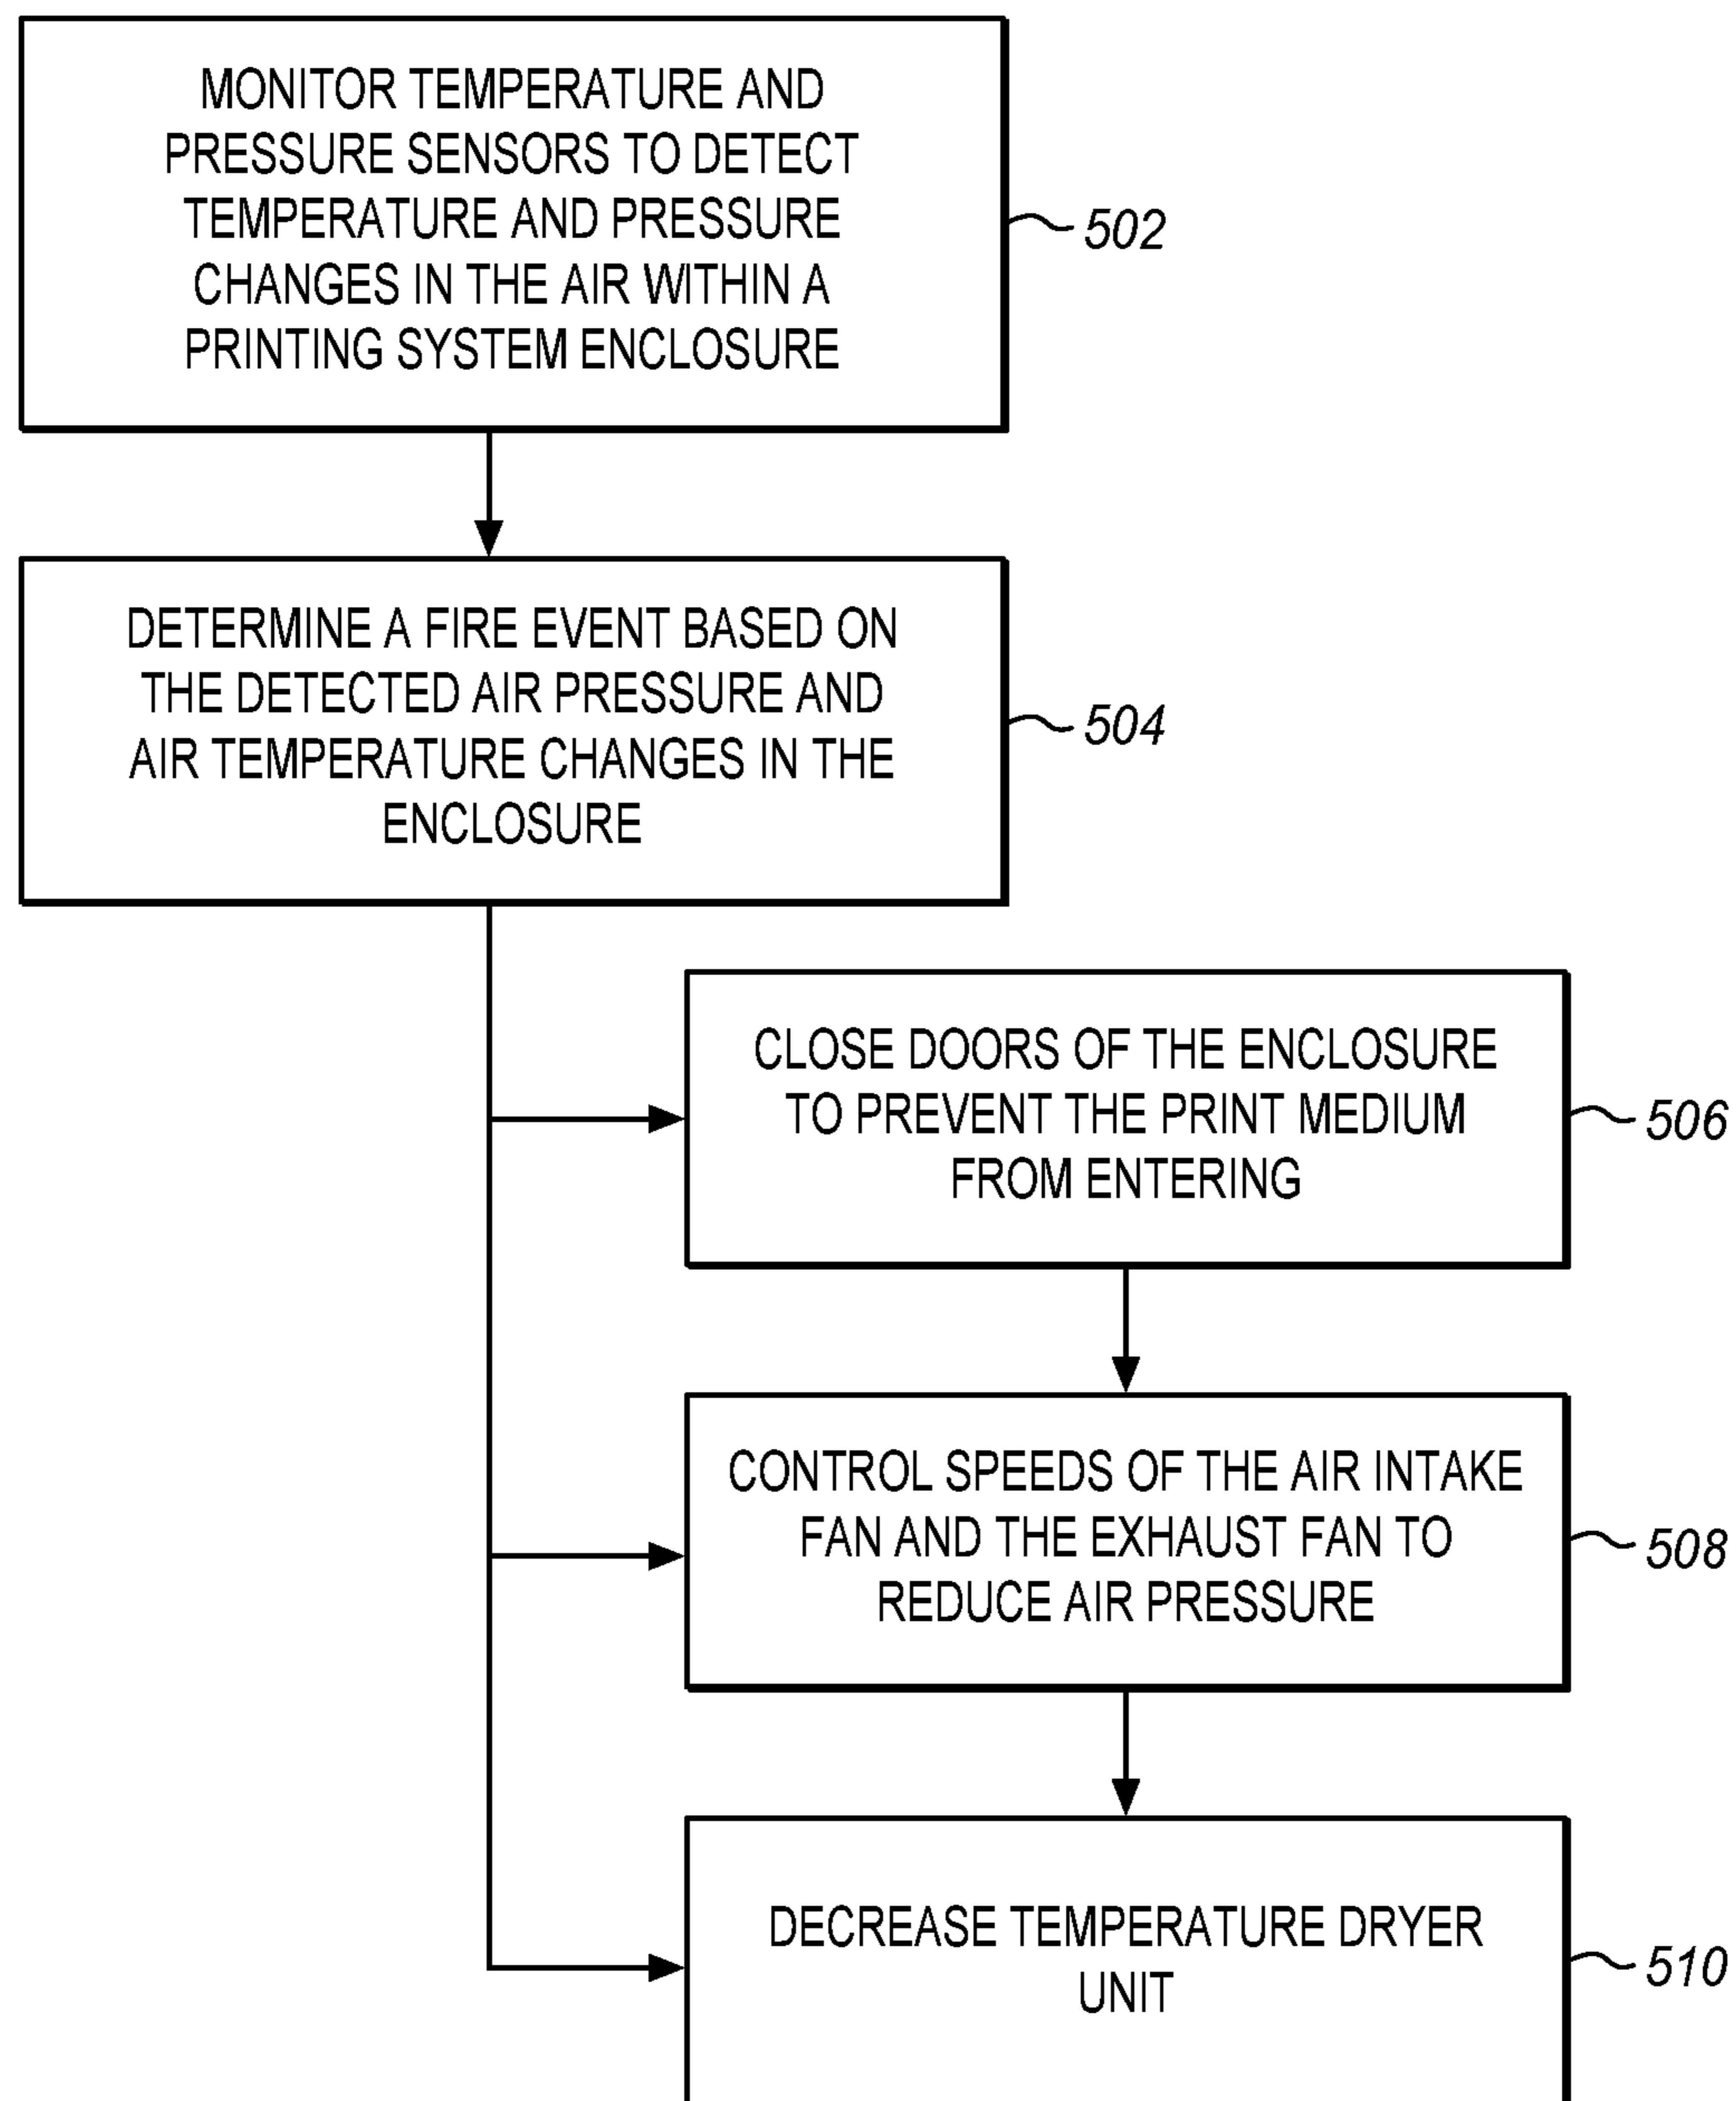 MONITOR TEMPERATURE AND
PRESSURE SENSORS TO DETECT
TEMPERATURE AND PRESSURE
CHANGES IN THE AIR WITHIN A
PRINTING SYSTEM ENCLOSURE
502
DETERMINE A FIRE EVENT BASED ON
THE DETECTED AIR PRESSURE AND
AIR TEMPERATURE CHANGES IN THE
ENCLOSURE
504
CLOSE DOORS OF THE ENCLOSURE
TO PREVENT THE PRINT MEDIUM
FROM ENTERING
506
CONTROL SPEEDS OF THE AIR INTAKE
FAN AND THE EXHAUST FAN TO
REDUCE AIR PRESSURE
508
DECREASE TEMPERATURE DRYER
UNIT
510